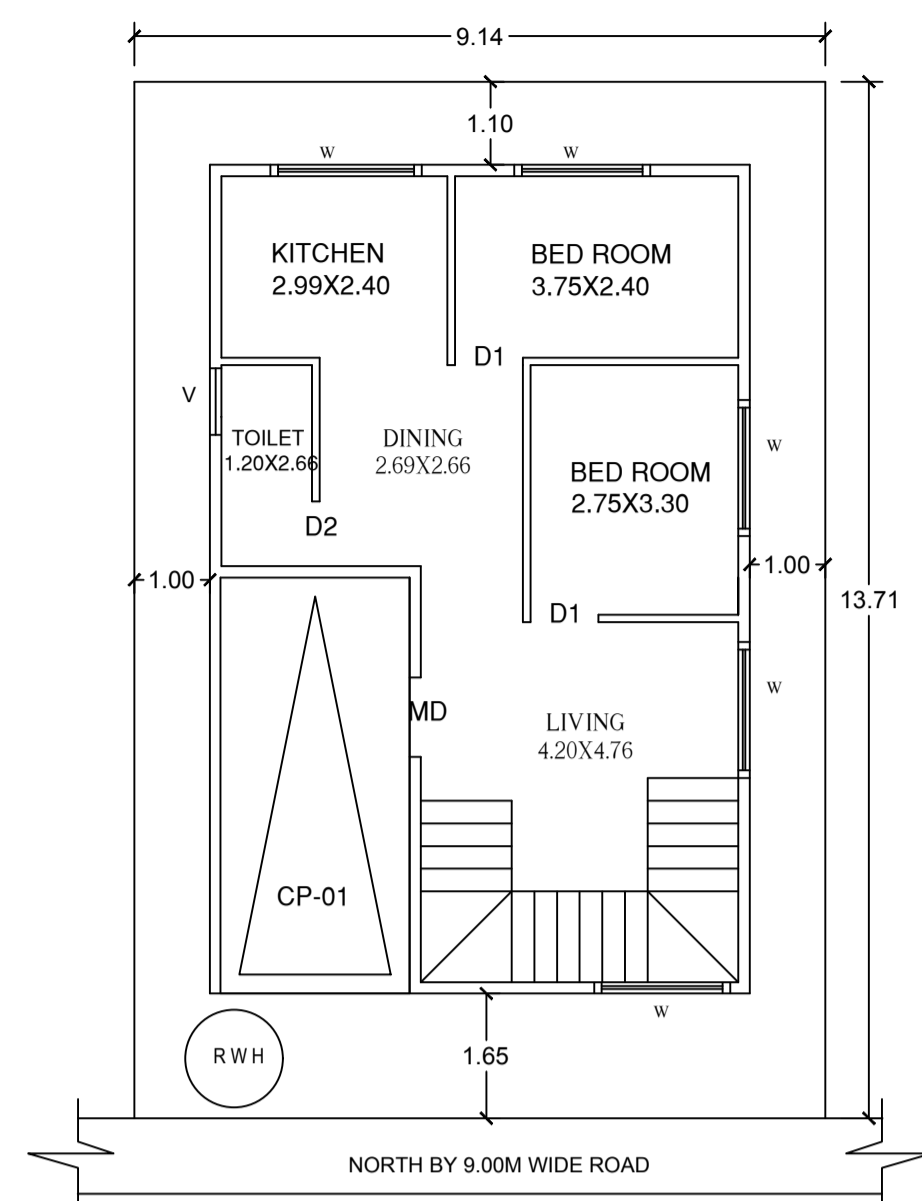 9.14
1.10
W
W
KITCHEN
2.99X2.40
BED ROOM
3.75X2.40
D1
V
TOILET
1.20X2.66
DINING
2.69X2.66
W
BED ROOM
2.75X3.30
D2
1.00
1.00
13.71
D1
W
MD
LIVING
4.20X4.76
CP-01
W
RWH
1.65
NORTH BY 9.00M WIDE ROAD